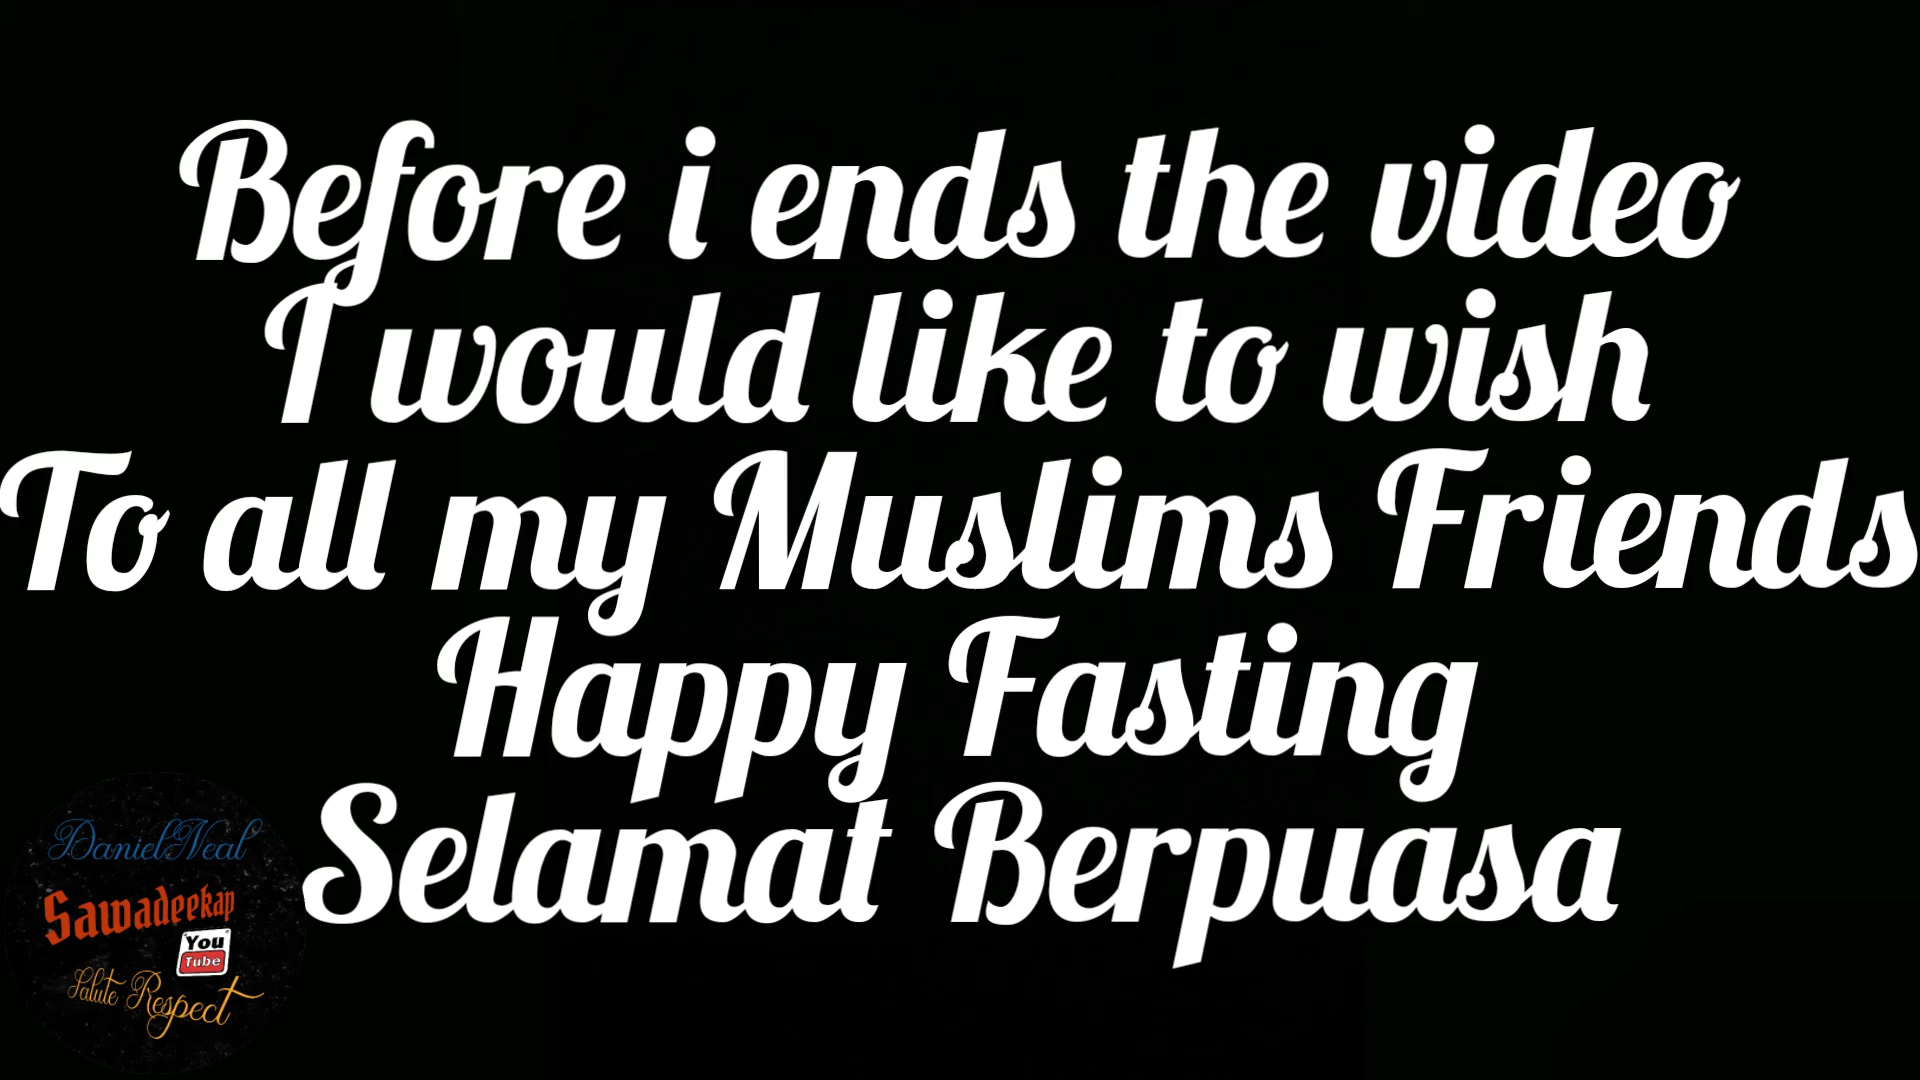 Before i ends the video
I would like to wish
To all my Muslims Friends
Happy Fasting
Selamat Berpuasa
DanielNeal
Sawadeekap
You
Tube
Salute Respect